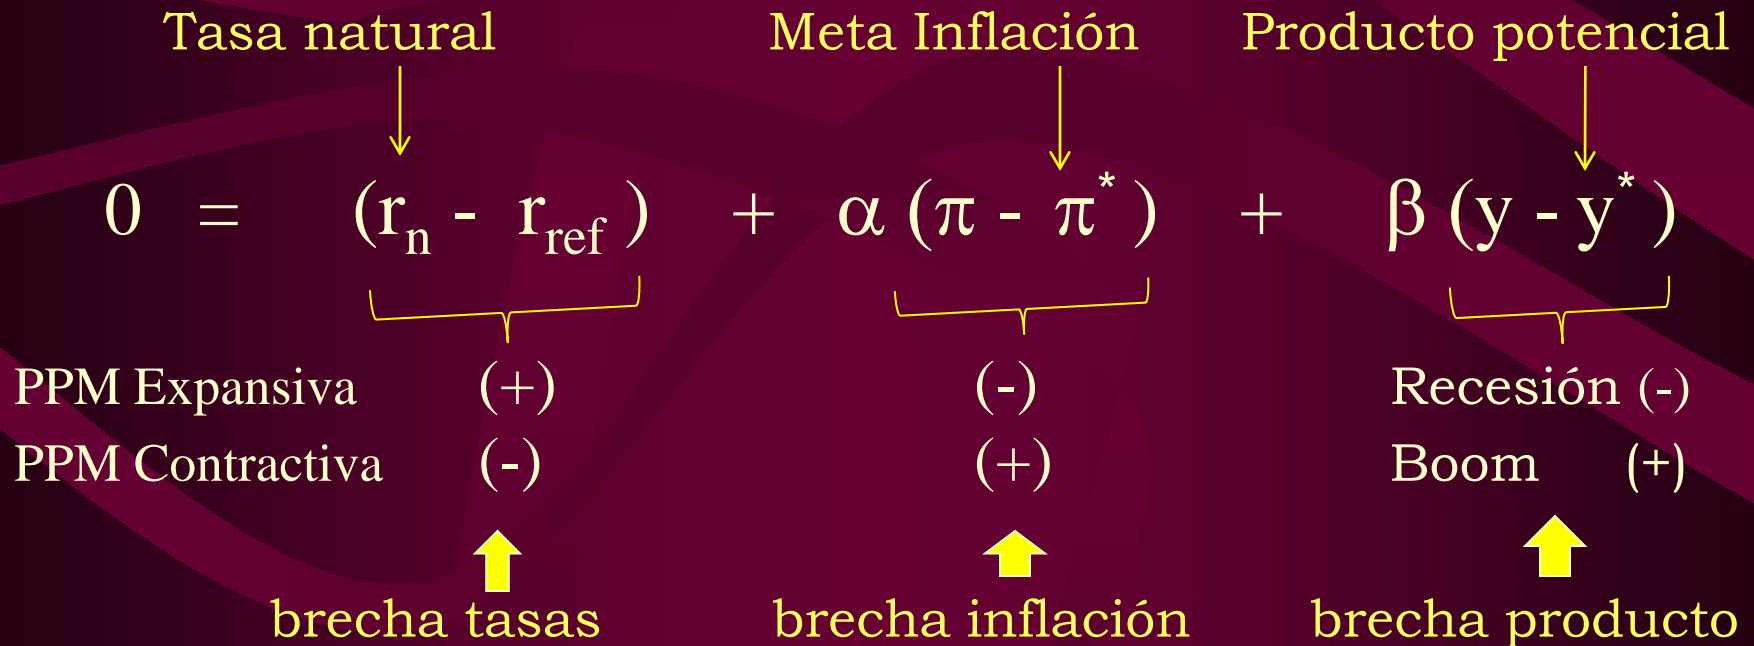 Tasa natural Meta Inflación Producto potencial
0 = (rₙ - r_ref ) + α (π - π* ) + β (y - y* )
PPM Expansiva (+) (-) Recesión (-)
PPM Contractiva (-) (+) Boom (+)
brecha tasas brecha inflación brecha producto